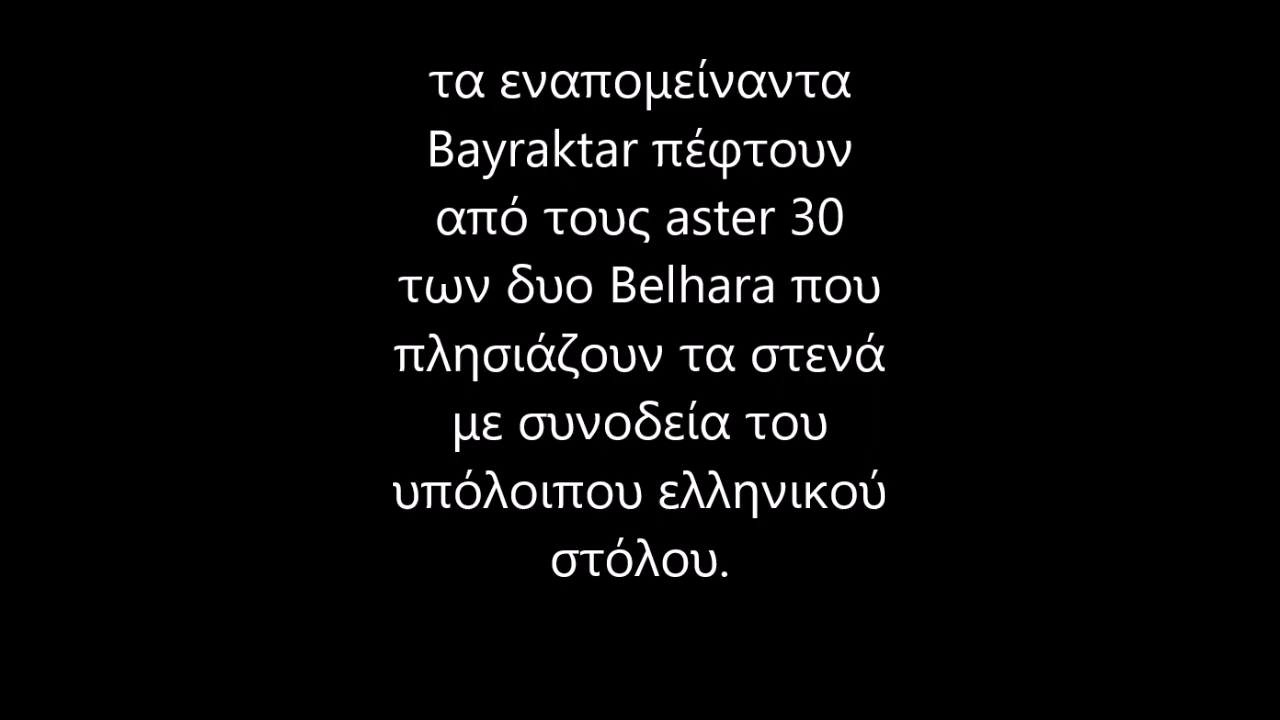 τα εναπομείναντα
Bayraktar πέφτουν
από τους aster 30
των δυο Belhara που
πλησιάζουν τα στενά
με συνοδεία του
υπόλοιπου ελληνικού
στόλου.